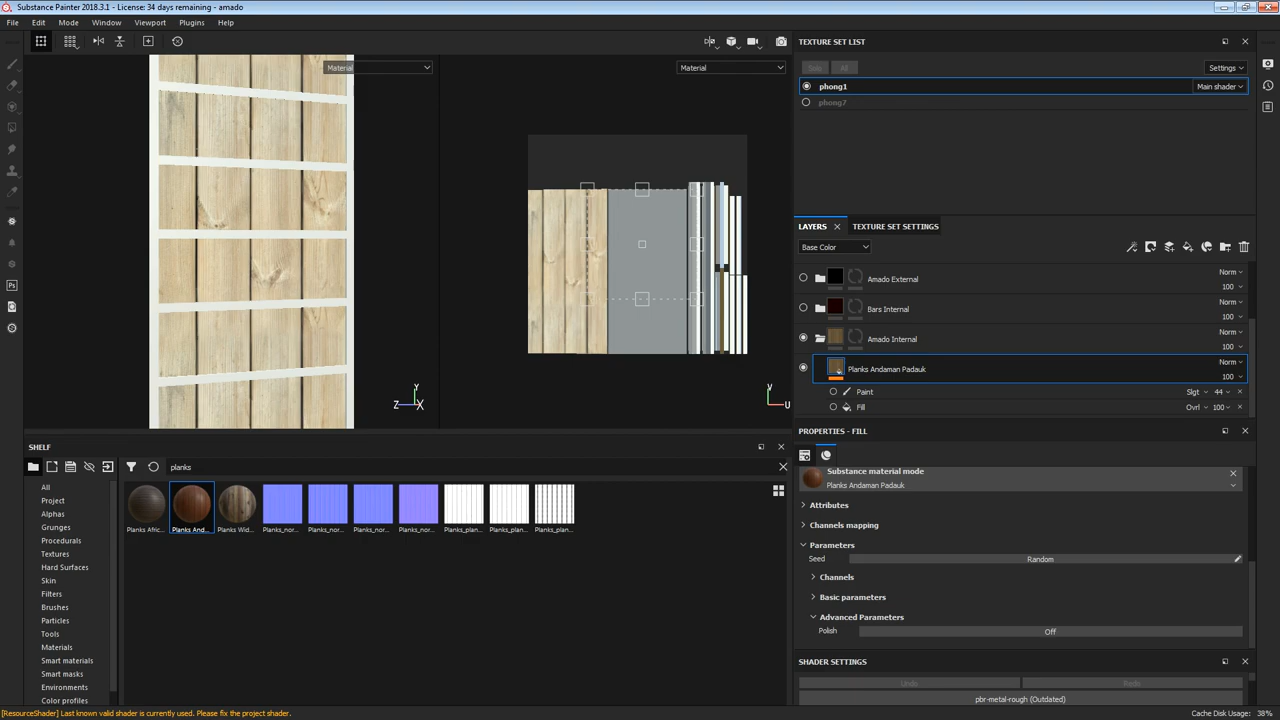 Substance Painter 2018.3.1 - License: 34 days remaining - amado
File Edit Mode Window Viewport Plugins Help
Material
Material
Y
Z X
V
U
TEXTURE SET LIST
Solo All Settings
phong1 Main shader
phong7
LAYERS TEXTURE SET SETTINGS
Base Color
Amado External Norm 100
Bars Internal Norm 100
Amado Internal Norm 100
Planks Andaman Padauk Norm 100
Paint Slgt 44
Fill Ovrl 100
PROPERTIES - FILL
Substance material mode
Planks Andaman Padauk
Attributes
Channels mapping
Parameters
Seed Random
Channels
Basic parameters
Advanced Parameters
Polish Off
SHADER SETTINGS
Undo Redo
pbr-metal-rough (Outdated)
SHELF
planks
All
Project
Alphas
Grunges
Procedurals
Textures
Hard Surfaces
Skin
Filters
Brushes
Particles
Tools
Materials
Smart materials
Smart masks
Environments
Color profiles
Planks Afic... Planks And... Planks Wid... Planks_nor... Planks_nor... Planks_nor... Planks_nor... Planks_plan... Planks_plan... Planks_plan...
[ResourceShader] Last known valid shader is currently used. Please fix the project shader.
Cache Disk Usage: 38%